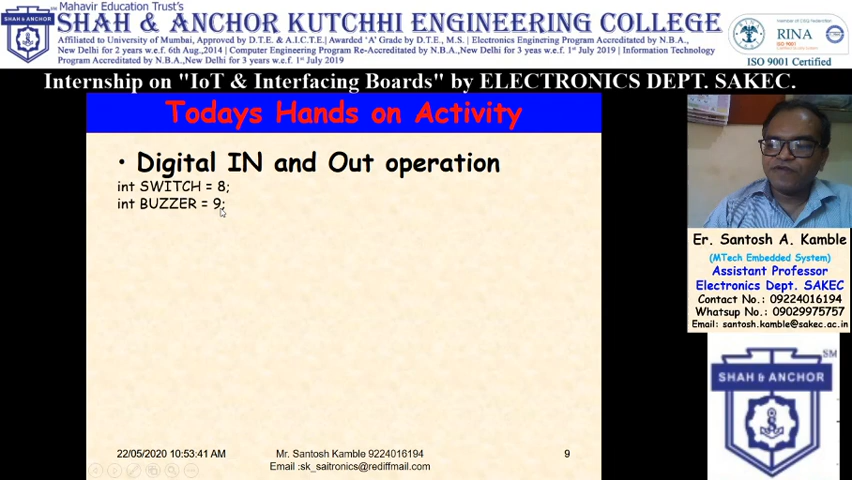 Mahavir Education Trust's
SHAH & ANCHOR KUTCHHI ENGINEERING COLLEGE
Affiliated to University of Mumbai, Approved by D.T.E. & A.I.C.T.E.| Awarded 'A' Grade by D.T.E., M.S. | Electronics Engineering Program Accredited by N.B.A.,
New Delhi for 2 years w.e.f. 6th Aug.,2014 | Computer Engineering Program Re-Accredited by N.B.A.,New Delhi for 3 yeas w.e.f. 1st July 2019 | Information Technology
Program Accredited by N.B.A.,New Delhi for 3 years w.e.f. 1st July 2019
RINA
ISO 9001
ISO 9001 Certified
Internship on "IoT & Interfacing Boards" by ELECTRONICS DEPT. SAKEC.
Todays Hands on Activity
• Digital IN and Out operation
int SWITCH = 8;
int BUZZER = 9;
22/05/2020 10:53:41 AM
Mr. Santosh Kamble 9224016194
Email :sk_saitronics@rediffmail.com
9
Er. Santosh A. Kamble
(MTech Embedded System)
Assistant Professor
Electronics Dept. SAKEC
Contact No.: 09224016194
Whatsup No.: 09029975757
Email: santosh.kamble@sakec.ac.in
SM
SHAH & ANCHOR